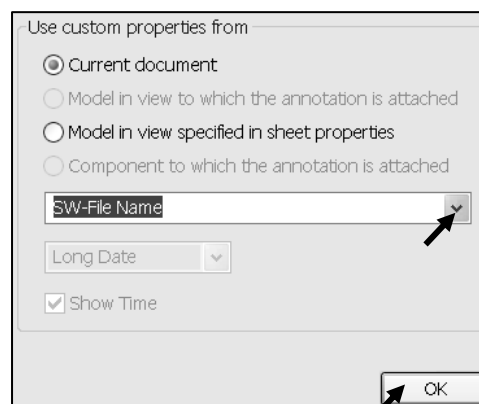 Use custom properties from
Current document
Model in view to which the annotation is attached
Model in view specified in sheet properties
Component to which the annotation is attached
SW-File Name
Long Date
Show Time
OK